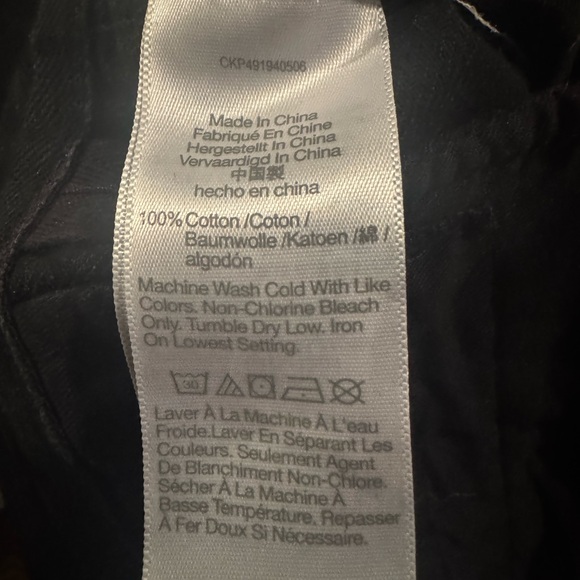 CKP491940506
Made In China
Fabriqué En Chine
Hergestellt In China
Vervaardigd In China
中国製
hecho en china
100% Cotton /Coton /
Baumwolle /Katoen /綿 /
algodón
Machine Wash Cold With Like
Colors. Non-Chlorine Bleach
Only. Tumble Dry Low. Iron
On Lowest Setting.
30
Laver À La Machine À L'eau
Froide.Laver En Séparant Les
Couleurs. Seulement Agent
De Blanchiment Non-Chlore.
Sécher À La Machine À
Basse Température. Repasser
À Fer Doux Si Nécessaire.